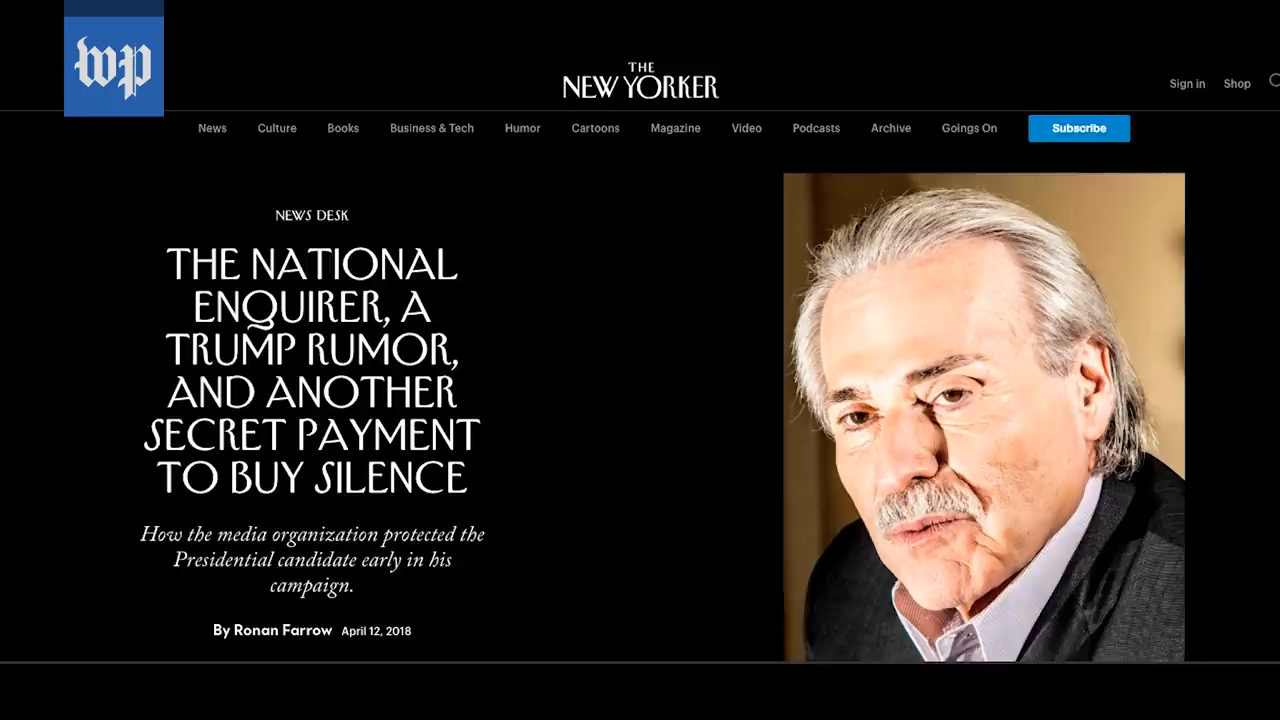 wp
THE
NEW YORKER
Sign in Shop
News Culture Books Business & Tech Humor Cartoons Magazine Video Podcasts Archive Goings On Subscribe
NEWS DESK
THE NATIONAL
ENQUIRER, A
TRUMP RUMOR,
AND ANOTHER
SECRET PAYMENT
TO BUY SILENCE
How the media organization protected the
Presidential candidate early in his
campaign.
By Ronan Farrow April 12, 2018